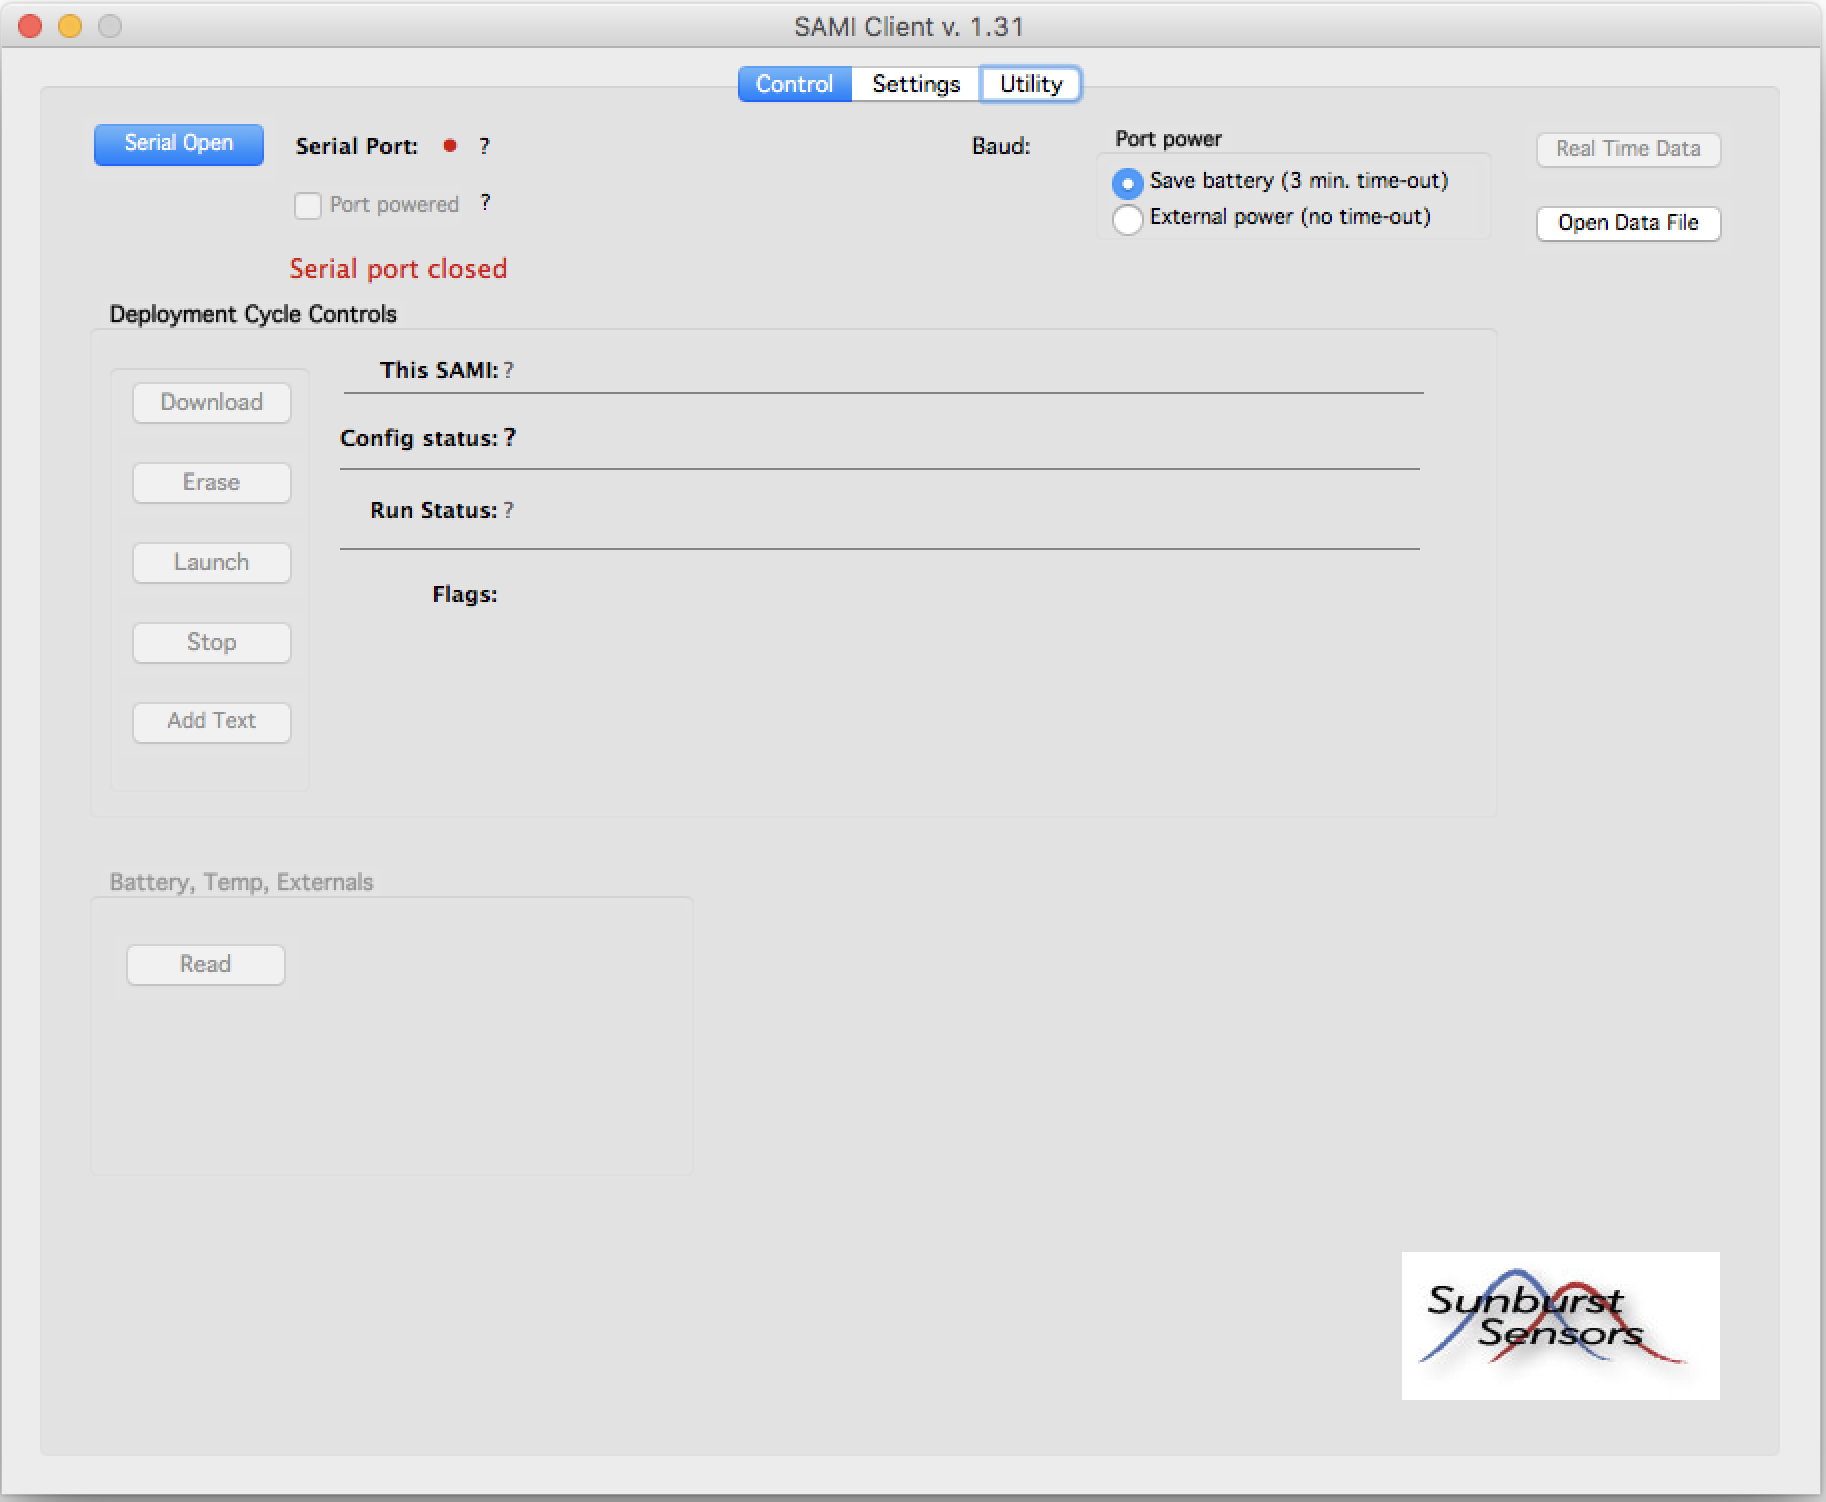 SAMI Client v. 1.31
Control Settings Utility
Serial Open Serial Port: ? Baud: Port power Real Time Data
Save battery (3 min. time-out)
Port powered ? External power (no time-out) Open Data File
Serial port closed
Deployment Cycle Controls
This SAMI: ?
Download
Config status: ?
Erase
Run Status: ?
Launch
Flags:
Stop
Add Text
Battery, Temp, Externals
Read
Sunburst
Sensors